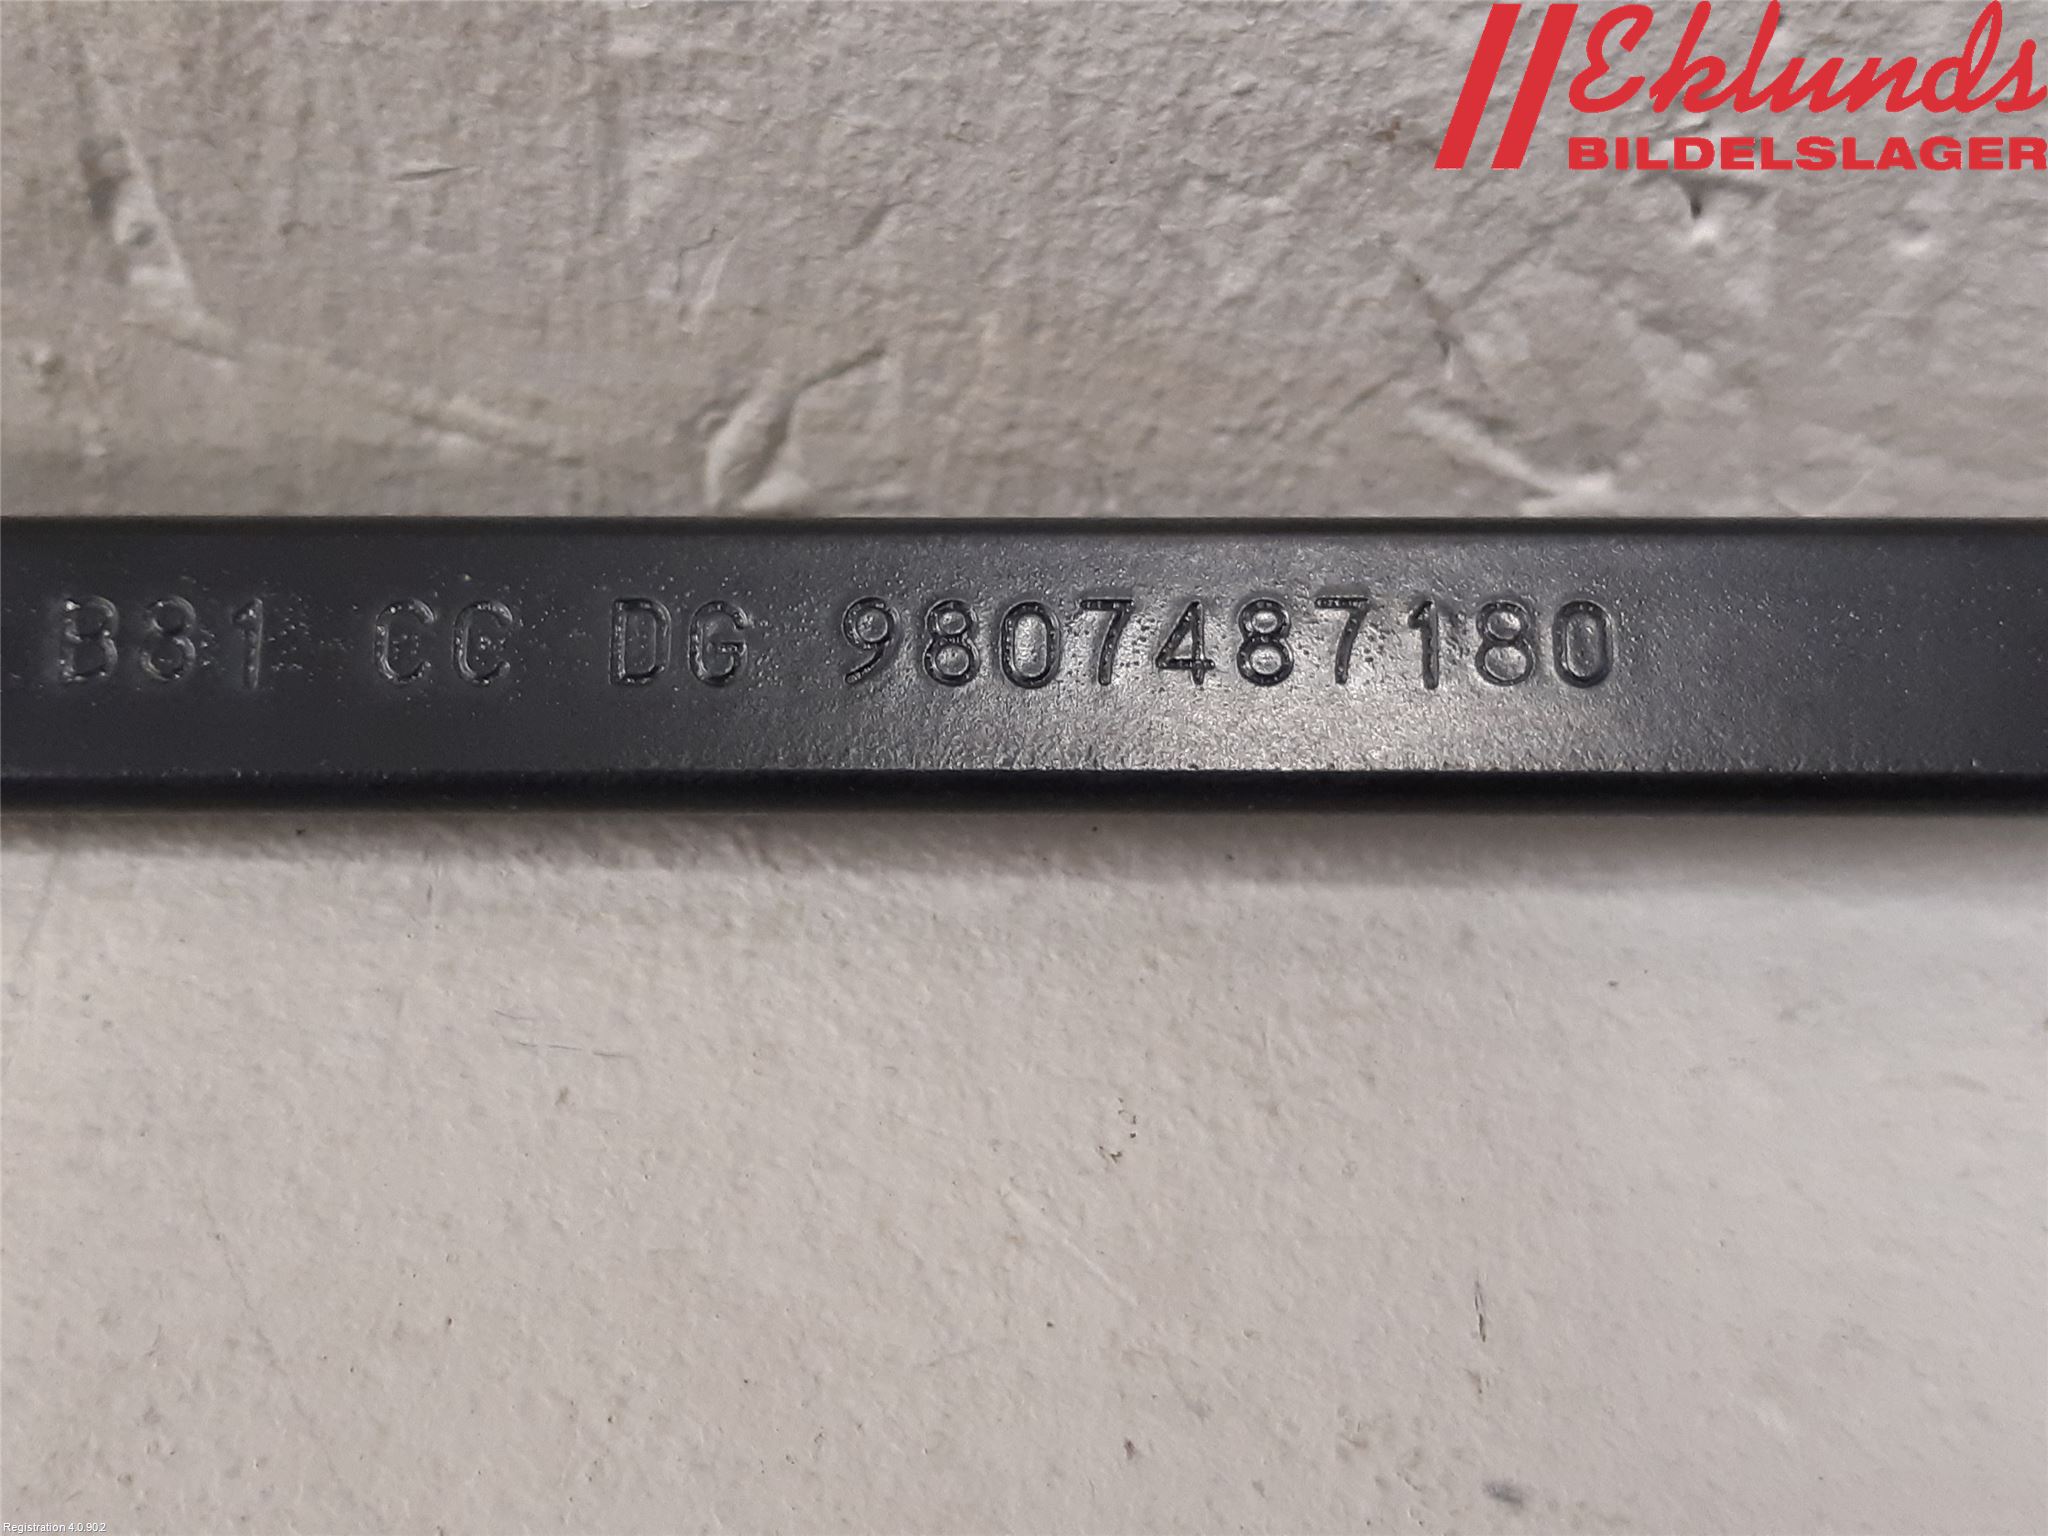 Eklunds
BILDELSLAGER
B81 CC DG 9807487180
Registration 4.0.902